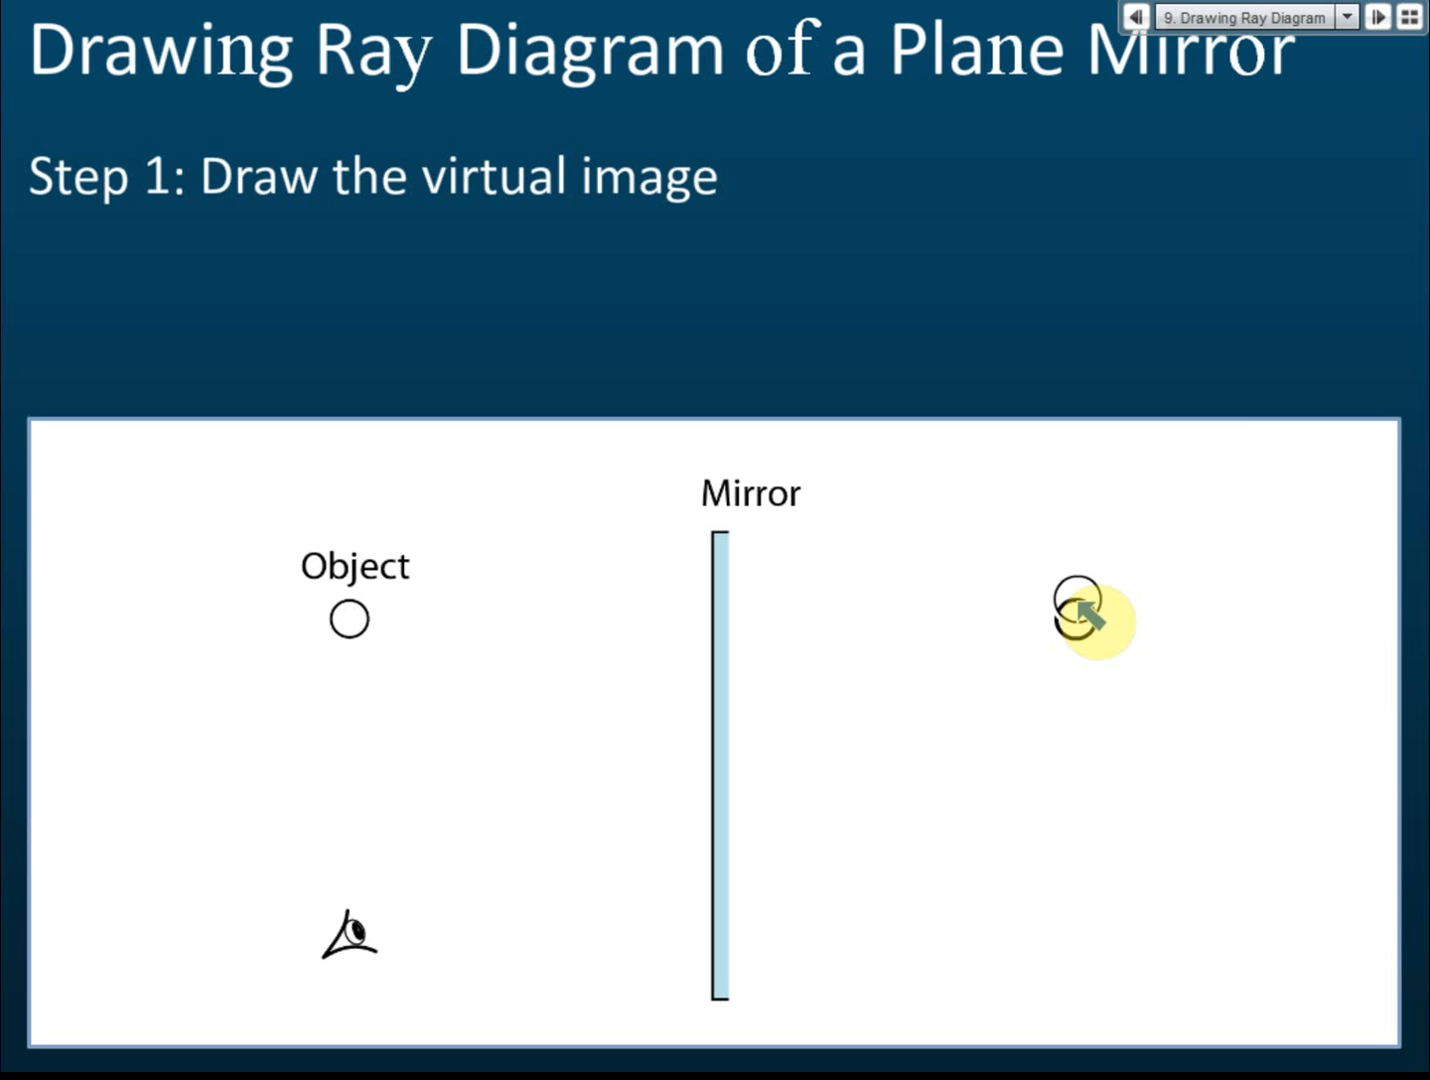 Drawing Ray Diagram of a Plane Mirror
9. Drawing Ray Diagram
Step 1: Draw the virtual image
Mirror
Object